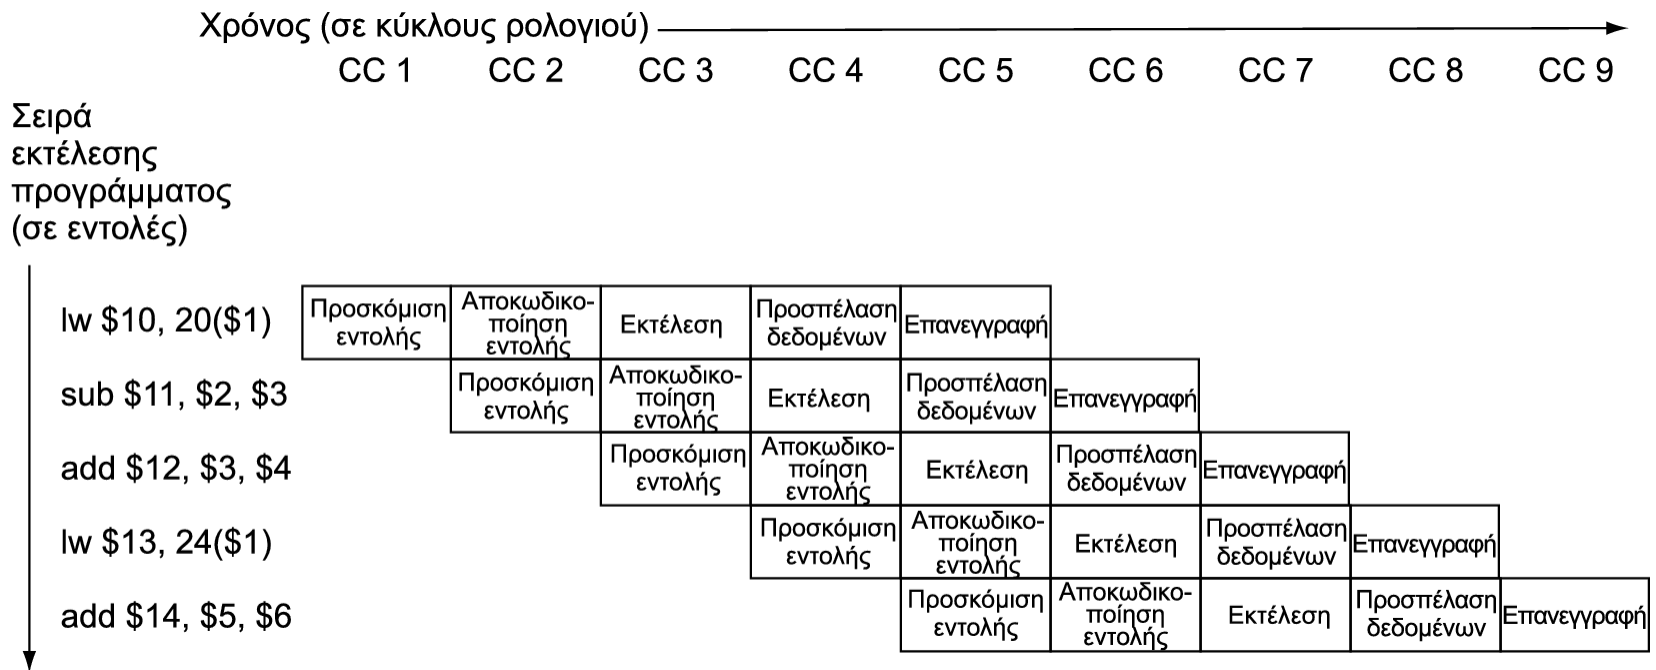 Χρόνος (σε κύκλους ρολογιού)
CC 1 CC 2 CC 3 CC 4 CC 5 CC 6 CC 7 CC 8 CC 9
Σειρά
εκτέλεσης
προγράμματος
(σε εντολές)
lw $10, 20($1)
Προσκόμιση
εντολής
Αποκωδικο-
ποίηση
εντολής
Εκτέλεση
Προσπέλαση
δεδομένων
Επανεγγραφή
sub $11, $2, $3
Προσκόμιση
εντολής
Αποκωδικο-
ποίηση
εντολής
Εκτέλεση
Προσπέλαση
δεδομένων
Επανεγγραφή
add $12, $3, $4
Προσκόμιση
εντολής
Αποκωδικο-
ποίηση
εντολής
Εκτέλεση
Προσπέλαση
δεδομένων
Επανεγγραφή
lw $13, 24($1)
Προσκόμιση
εντολής
Αποκωδικο-
ποίηση
εντολής
Εκτέλεση
Προσπέλαση
δεδομένων
Επανεγγραφή
add $14, $5, $6
Προσκόμιση
εντολής
Αποκωδικο-
ποίηση
εντολής
Εκτέλεση
Προσπέλαση
δεδομένων
Επανεγγραφή